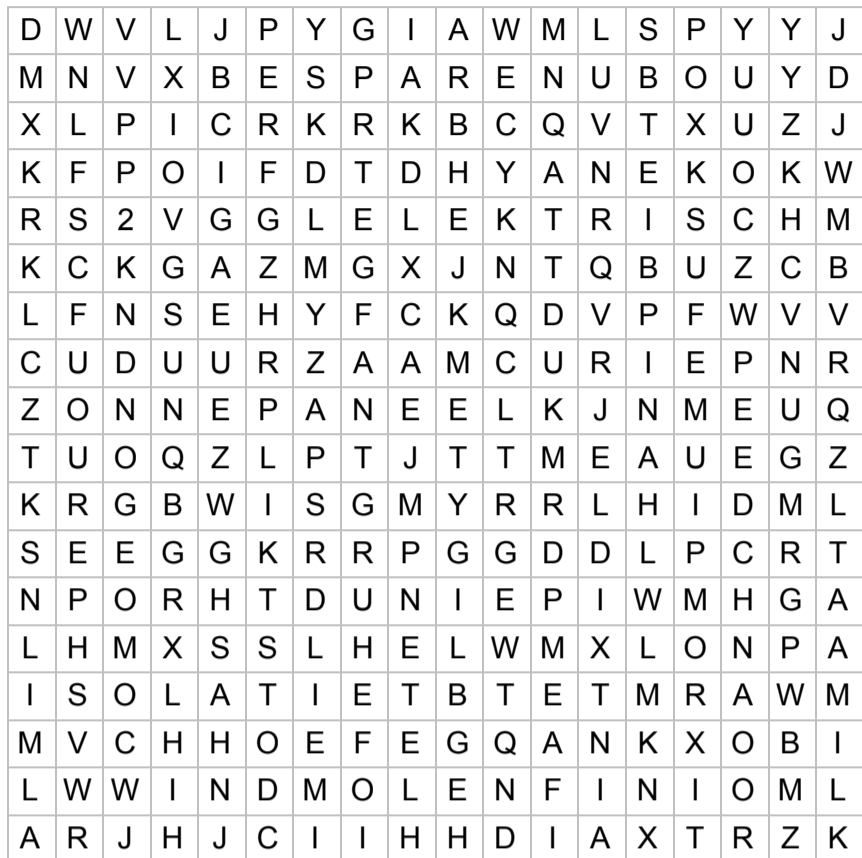 D W V L J P Y G I A W M L S P Y Y J
M N V X B E S P A R E N U B O U Y D
X L P I C R K R K B C Q V T X U Z J
K F P O I F D T D H Y A N E K O K W
R S 2 V G G L E L E K T R I S C H M
K C K G A Z M G X J N T Q B U Z C B
L F N S E H Y F C K Q D V P F W V V
C U D U U R Z A A M C U R I E P N R
Z O N N E P A N E E L K J N M E U Q
T U O Q Z L P T J T T M E A U E G Z
K R G B W I S G M Y R R L H I D M L
S E E G G K R R P G G D D L P C R T
N P O R H T D U N I E P I W M H G A
L H M X S S L H E L W M X L O N P A
I S O L A T I E T B T E T M R A W M
M V C H H O E F E G Q A N K X O B I
L W W I N D M O L E N F I N I O M L
A R J H J C I I H H D I A X T R Z K